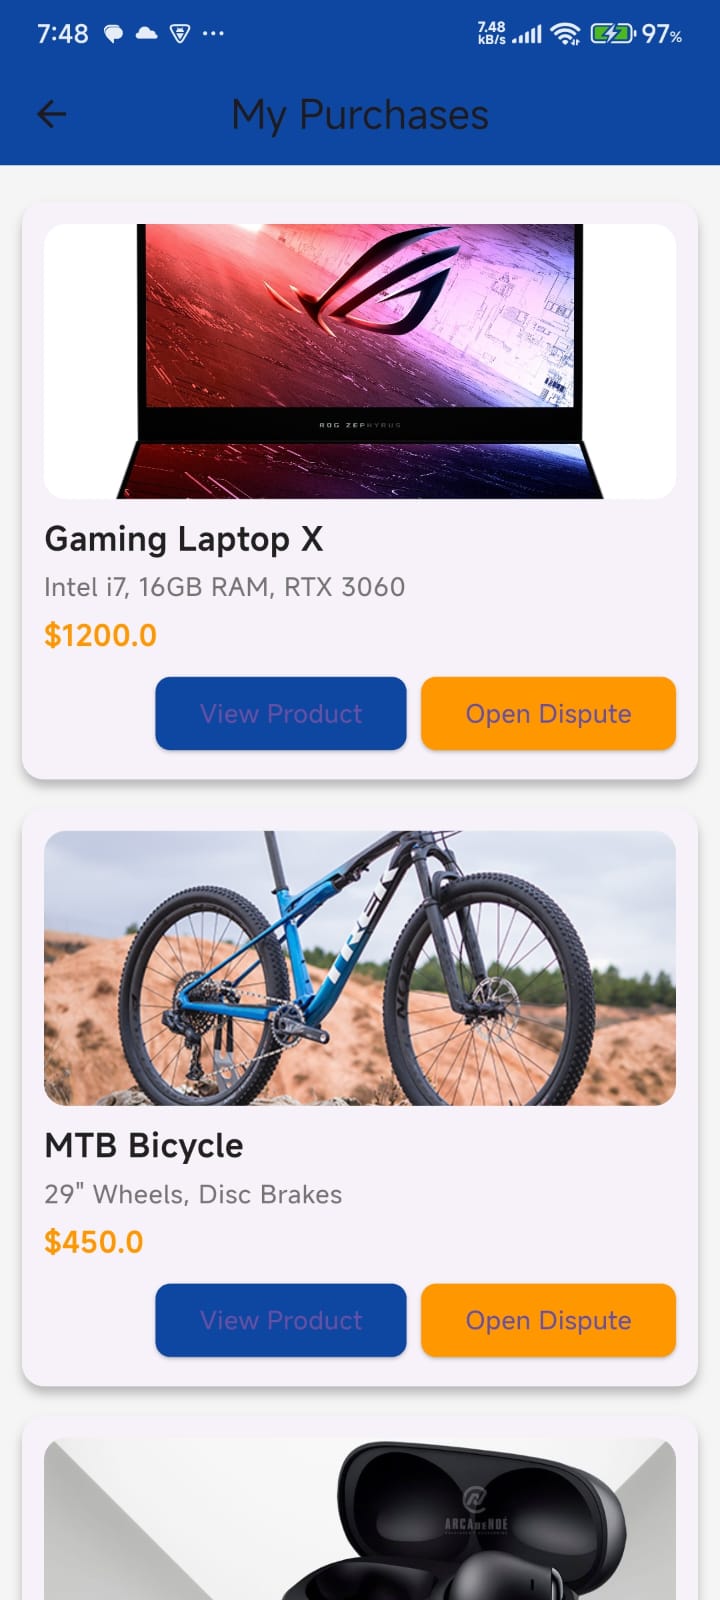 7:48
7.48
kB/s
97%
My Purchases
ROG ZEPHYRUS
Gaming Laptop X
Intel i7, 16GB RAM, RTX 3060
$1200.0
View Product
Open Dispute
TREK
MTB Bicycle
29" Wheels, Disc Brakes
$450.0
View Product
Open Dispute